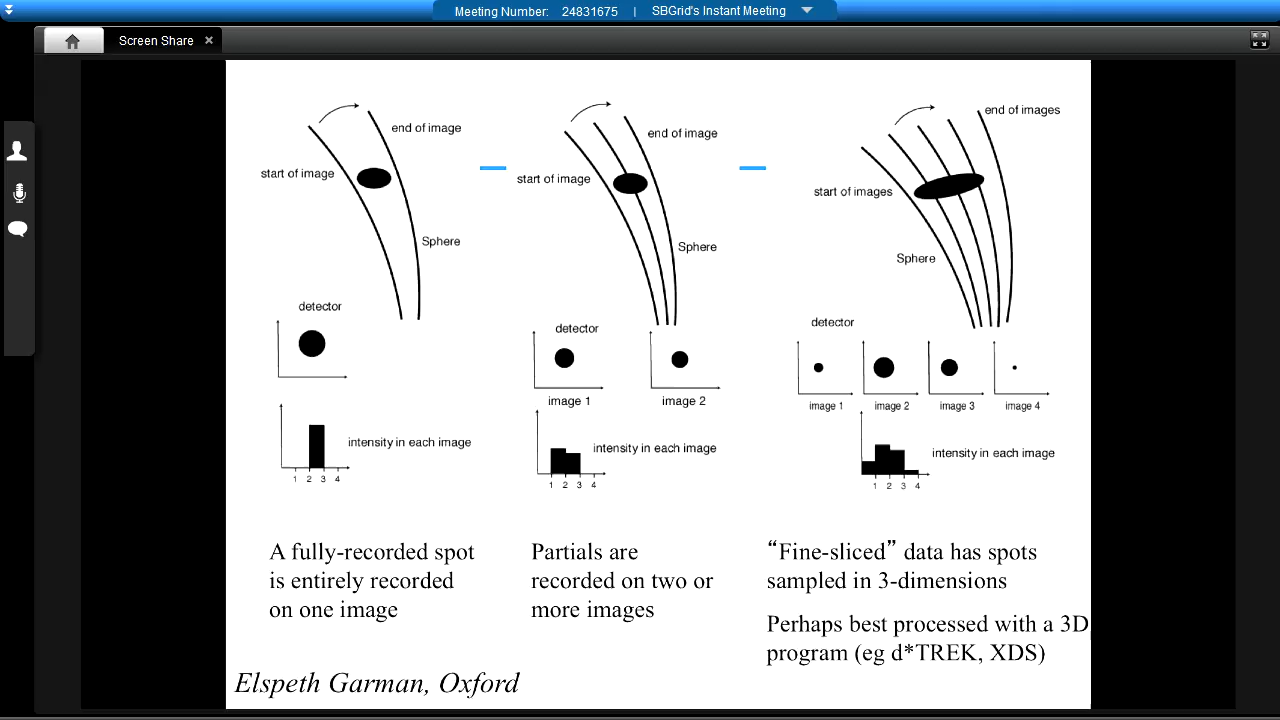 Meeting Number: 24831675 | SBGrid's Instant Meeting
Screen Share ×
end of image
start of image
Sphere
detector
intensity in each image
1 2 3 4
A fully-recorded spot
is entirely recorded
on one image
end of image
start of image
Sphere
detector
image 1 image 2
intensity in each image
1 2 3 4
Partials are
recorded on two or
more images
end of images
start of images
Sphere
detector
image 1 image 2 image 3 image 4
intensity in each image
1 2 3 4
“Fine-sliced” data has spots
sampled in 3-dimensions
Perhaps best processed with a 3D
program (eg d*TREK, XDS)
Elspeth Garman, Oxford